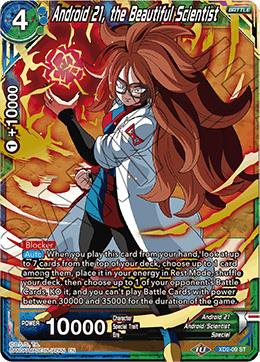 4
Android 21, the Beautiful Scientist
BATTLE
+10000
1
Blocker
Auto When you play this card from your hand, look at up
to 7 cards from the top of your deck, choose up to 1 card
among them, place it in your energy in Rest Mode, shuffle
your deck, then choose up to 1 of your opponent's Battle
Cards, KO it, and you can't play Battle Cards with power
between 30000 and 35000 for the duration of the game.
POWER 10000
Character Android 21
Special Trait Android/Scientist
Era Special
XD2-09 ST